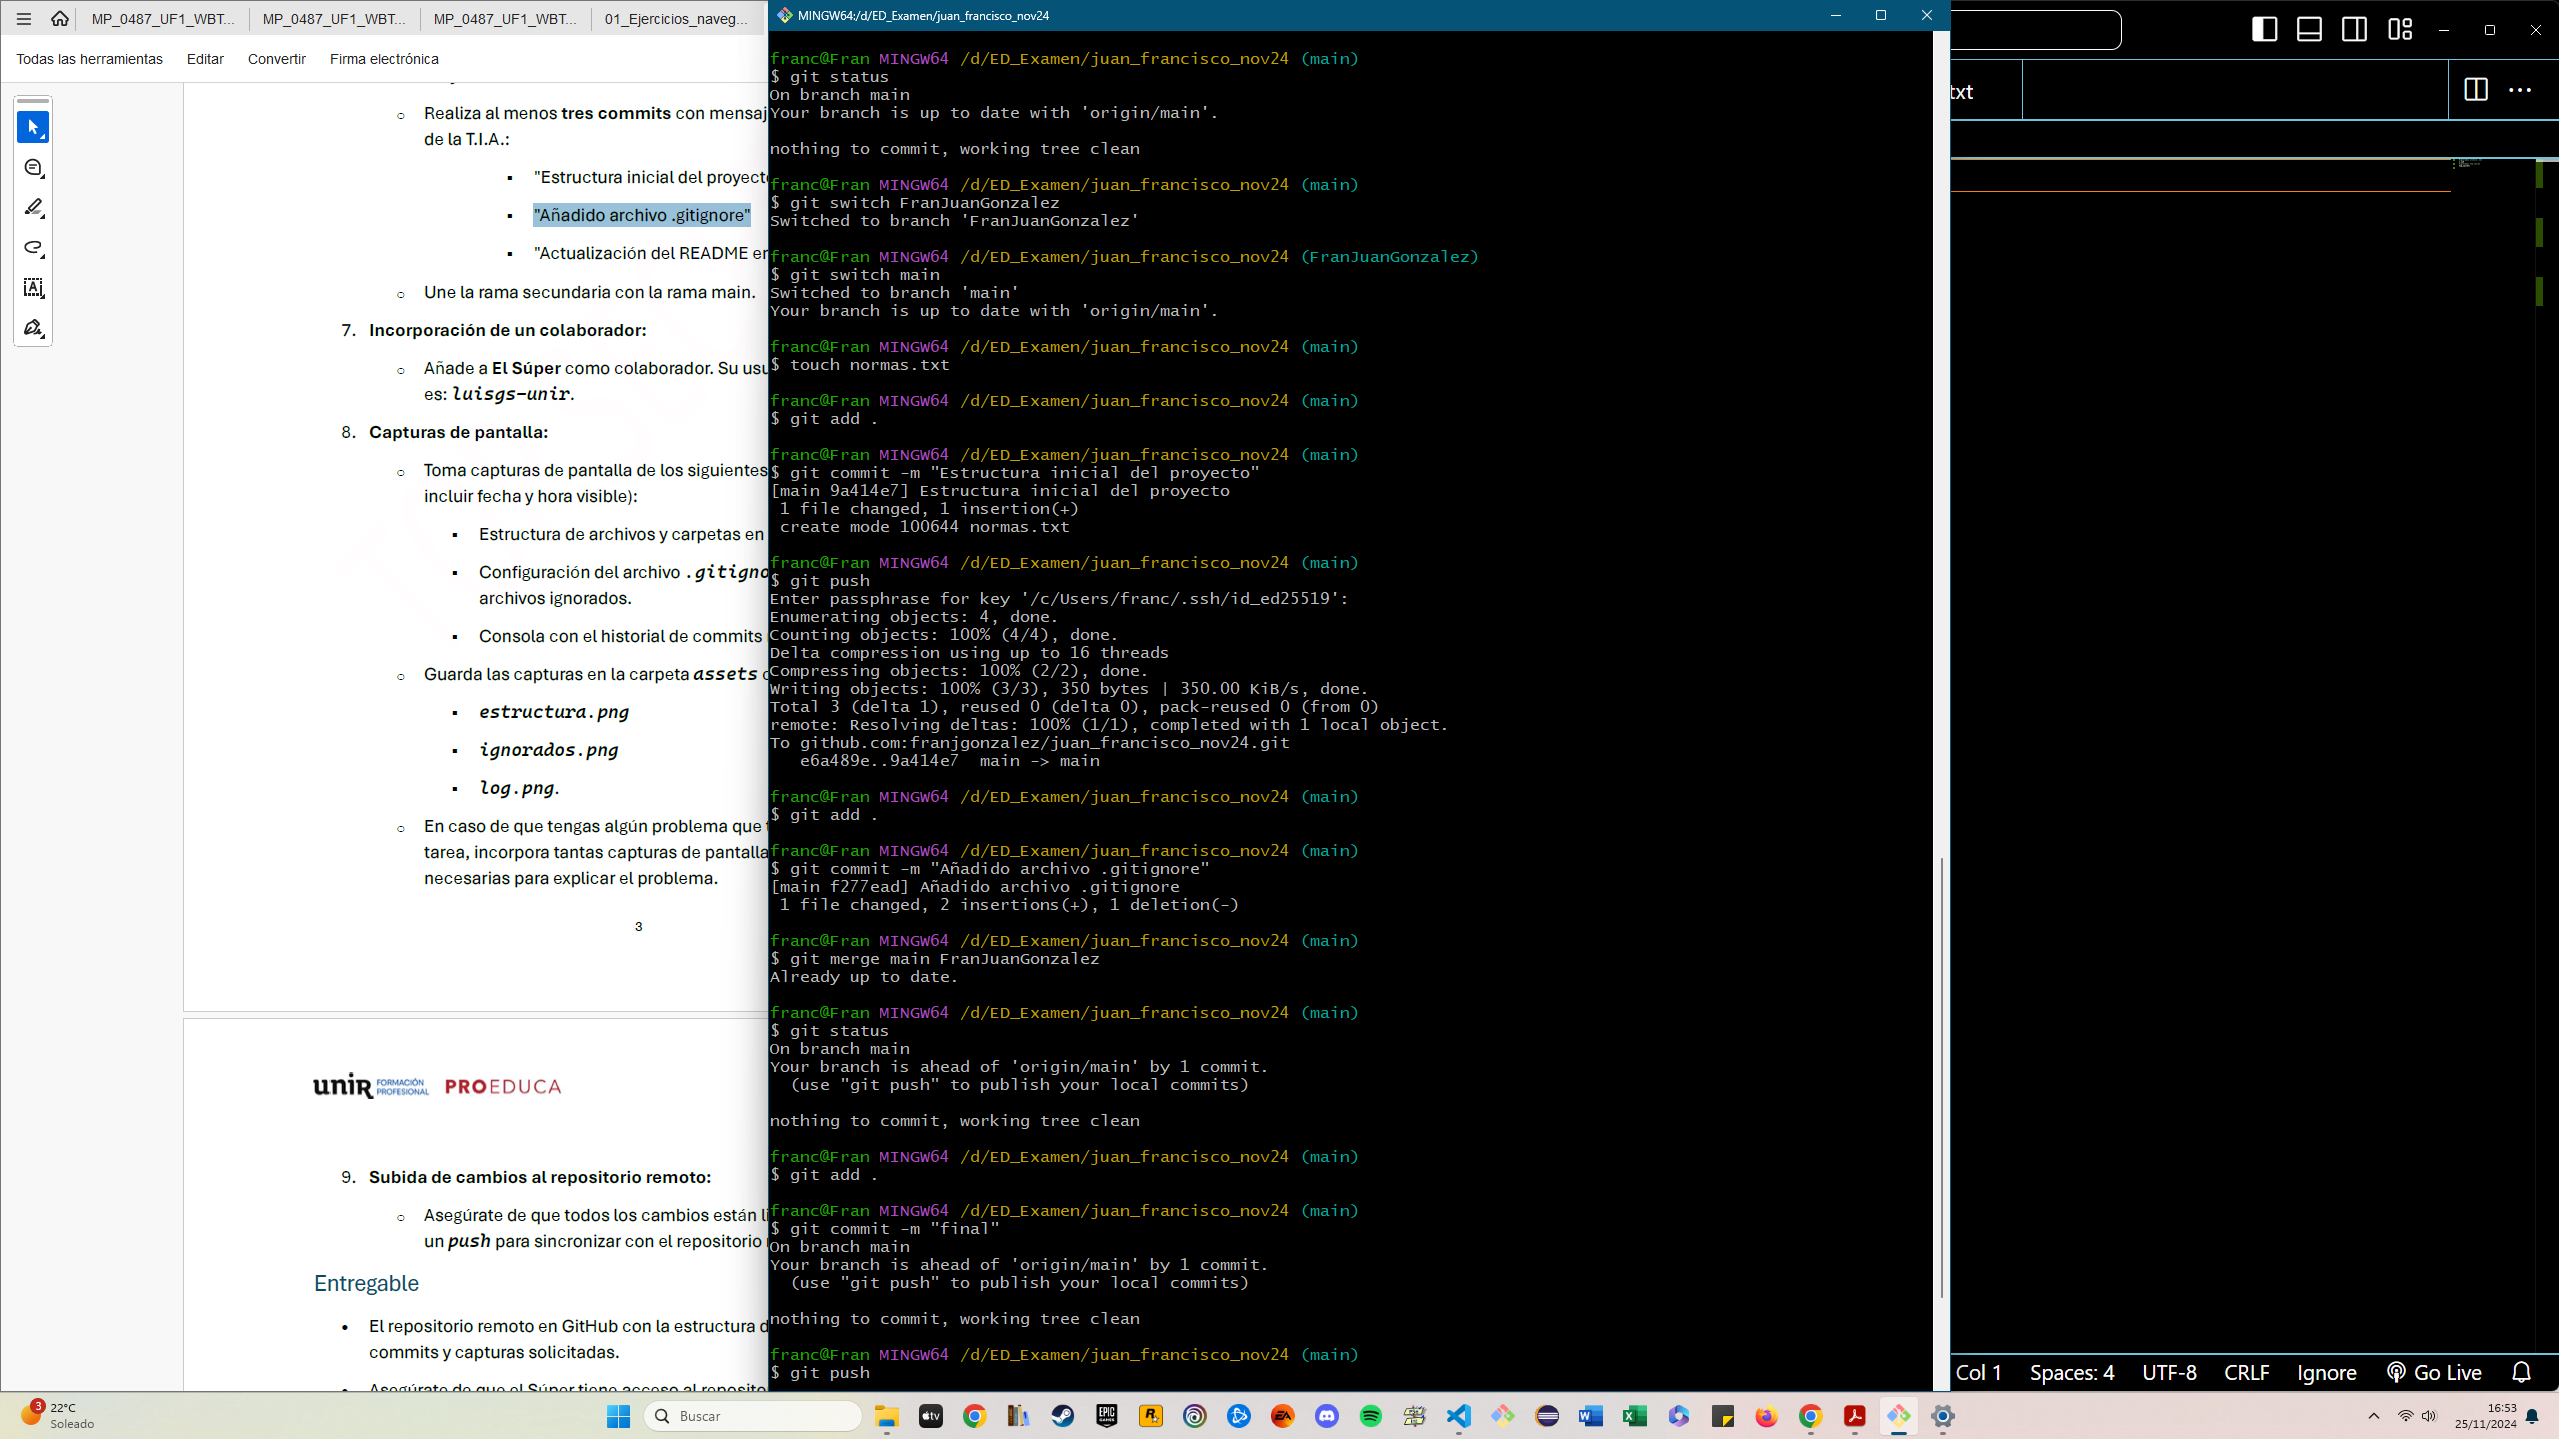 MP_0487_UF1_WBT...
MP_0487_UF1_WBT...
MP_0487_UF1_WBT...
01_Ejercicios_naveg...
Todas las herramientas
Editar
Convertir
Firma electrónica
Realiza al menos tres commits con mensaj
de la T.I.A.:
"Estructura inicial del proyecto
"Añadido archivo .gitignore"
"Actualización del README en
Une la rama secundaria con la rama main.
7. Incorporación de un colaborador:
Añade a El Súper como colaborador. Su usu
es: luisgs-unir.
8. Capturas de pantalla:
Toma capturas de pantalla de los siguientes
incluir fecha y hora visible):
Estructura de archivos y carpetas en
Configuración del archivo .gitigno
archivos ignorados.
Consola con el historial de commits
Guarda las capturas en la carpeta assets
estructura.png
ignorados.png
log.png.
En caso de que tengas algún problema que
tarea, incorpora tantas capturas de pantalla
necesarias para explicar el problema.
3
unir FORMACIÓN PROFESIONAL PROEDUCA
9. Subida de cambios al repositorio remoto:
Asegúrate de que todos los cambios están li
un push para sincronizar con el repositorio
Entregable
El repositorio remoto en GitHub con la estructura d
commits y capturas solicitadas.
Asegúrate de que el Súper tiene acceso al reposito
MINGW64:/d/ED_Examen/juan_francisco_nov24
franc@Fran MINGW64 /d/ED_Examen/juan_francisco_nov24 (main)
$ git status
On branch main
Your branch is up to date with 'origin/main'.
nothing to commit, working tree clean
franc@Fran MINGW64 /d/ED_Examen/juan_francisco_nov24 (main)
$ git switch FranJuanGonzalez
Switched to branch 'FranJuanGonzalez'
franc@Fran MINGW64 /d/ED_Examen/juan_francisco_nov24 (FranJuanGonzalez)
$ git switch main
Switched to branch 'main'
Your branch is up to date with 'origin/main'.
franc@Fran MINGW64 /d/ED_Examen/juan_francisco_nov24 (main)
$ touch normas.txt
franc@Fran MINGW64 /d/ED_Examen/juan_francisco_nov24 (main)
$ git add .
franc@Fran MINGW64 /d/ED_Examen/juan_francisco_nov24 (main)
$ git commit -m "Estructura inicial del proyecto"
[main 9a414e7] Estructura inicial del proyecto
1 file changed, 1 insertion(+)
create mode 100644 normas.txt
franc@Fran MINGW64 /d/ED_Examen/juan_francisco_nov24 (main)
$ git push
Enter passphrase for key '/c/Users/franc/.ssh/id_ed25519':
Enumerating objects: 4, done.
Counting objects: 100% (4/4), done.
Delta compression using up to 16 threads
Compressing objects: 100% (2/2), done.
Writing objects: 100% (3/3), 350 bytes | 350.00 KiB/s, done.
Total 3 (delta 1), reused 0 (delta 0), pack-reused 0 (from 0)
remote: Resolving deltas: 100% (1/1), completed with 1 local object.
To github.com:franjgonzalez/juan_francisco_nov24.git
e6a489e..9a414e7  main -> main
franc@Fran MINGW64 /d/ED_Examen/juan_francisco_nov24 (main)
$ git add .
franc@Fran MINGW64 /d/ED_Examen/juan_francisco_nov24 (main)
$ git commit -m "Añadido archivo .gitignore"
[main f277ead] Añadido archivo .gitignore
1 file changed, 2 insertions(+), 1 deletion(-)
franc@Fran MINGW64 /d/ED_Examen/juan_francisco_nov24 (main)
$ git merge main FranJuanGonzalez
Already up to date.
franc@Fran MINGW64 /d/ED_Examen/juan_francisco_nov24 (main)
$ git status
On branch main
Your branch is ahead of 'origin/main' by 1 commit.
(use "git push" to publish your local commits)
nothing to commit, working tree clean
franc@Fran MINGW64 /d/ED_Examen/juan_francisco_nov24 (main)
$ git add .
franc@Fran MINGW64 /d/ED_Examen/juan_francisco_nov24 (main)
$ git commit -m "final"
On branch main
Your branch is ahead of 'origin/main' by 1 commit.
(use "git push" to publish your local commits)
nothing to commit, working tree clean
franc@Fran MINGW64 /d/ED_Examen/juan_francisco_nov24 (main)
$ git push
txt
Col 1
Spaces: 4
UTF-8
CRLF
Ignore
Go Live
3
22°C
Soleado
Buscar
16:53
25/11/2024